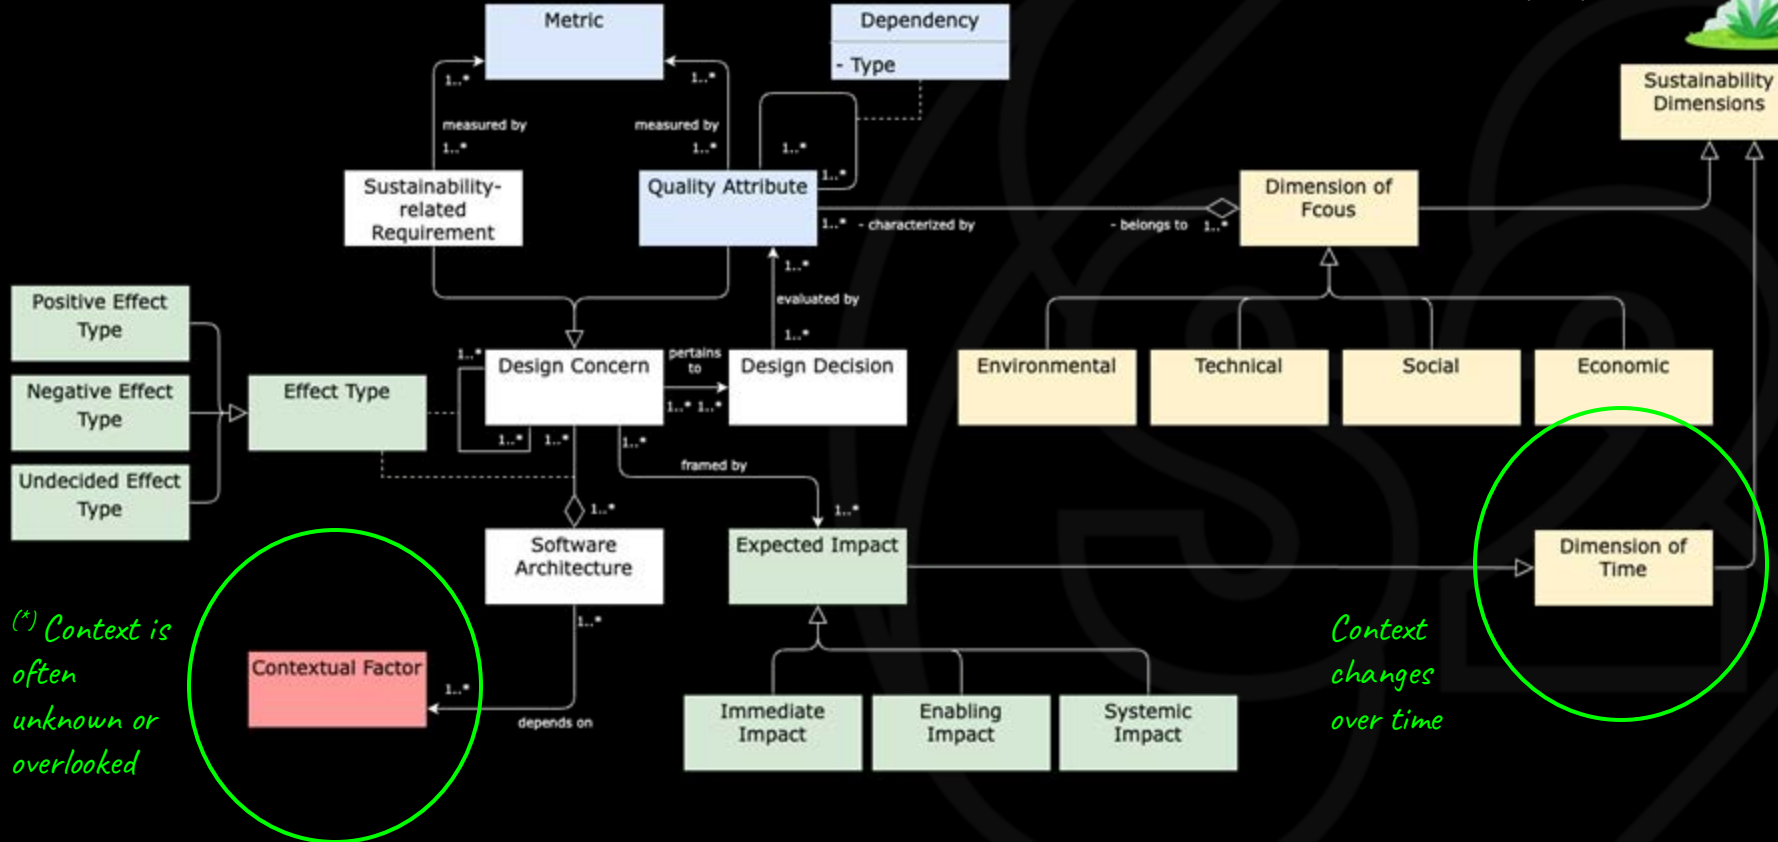 Metric
Dependency
- Type
Sustainability
Dimensions
1..*
1..*
measured by
measured by
1..*
1..*
1..*
1..*
Sustainability-
related
Requirement
Quality Attribute
1..*
- characterized by
- belongs to
1..*
Dimension of
Fcous
1..*
evaluated by
1..*
Positive Effect
Type
Negative Effect
Type
Undecided Effect
Type
Effect Type
1..*
Design Concern
pertains
to
1..*
1..*
Design Decision
Environmental
Technical
Social
Economic
1..*
1..*
1..*
framed by
1..*
1..*
Software
Architecture
Expected Impact
Dimension of
Time
1..*
(*) Context is
often
unknown or
overlooked
Contextual Factor
1..*
depends on
Immediate
Impact
Enabling
Impact
Systemic
Impact
Context
changes
over time